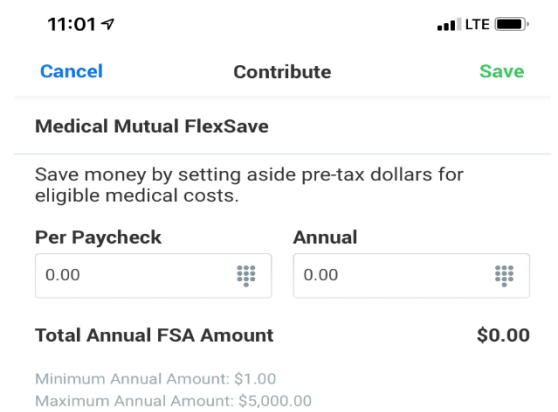 11:01 LTE
Cancel Contribute Save
Medical Mutual FlexSave
Save money by setting aside pre-tax dollars for
eligible medical costs.
Per Paycheck Annual
0.00 0.00
Total Annual FSA Amount $0.00
Minimum Annual Amount: $1.00
Maximum Annual Amount: $5,000.00